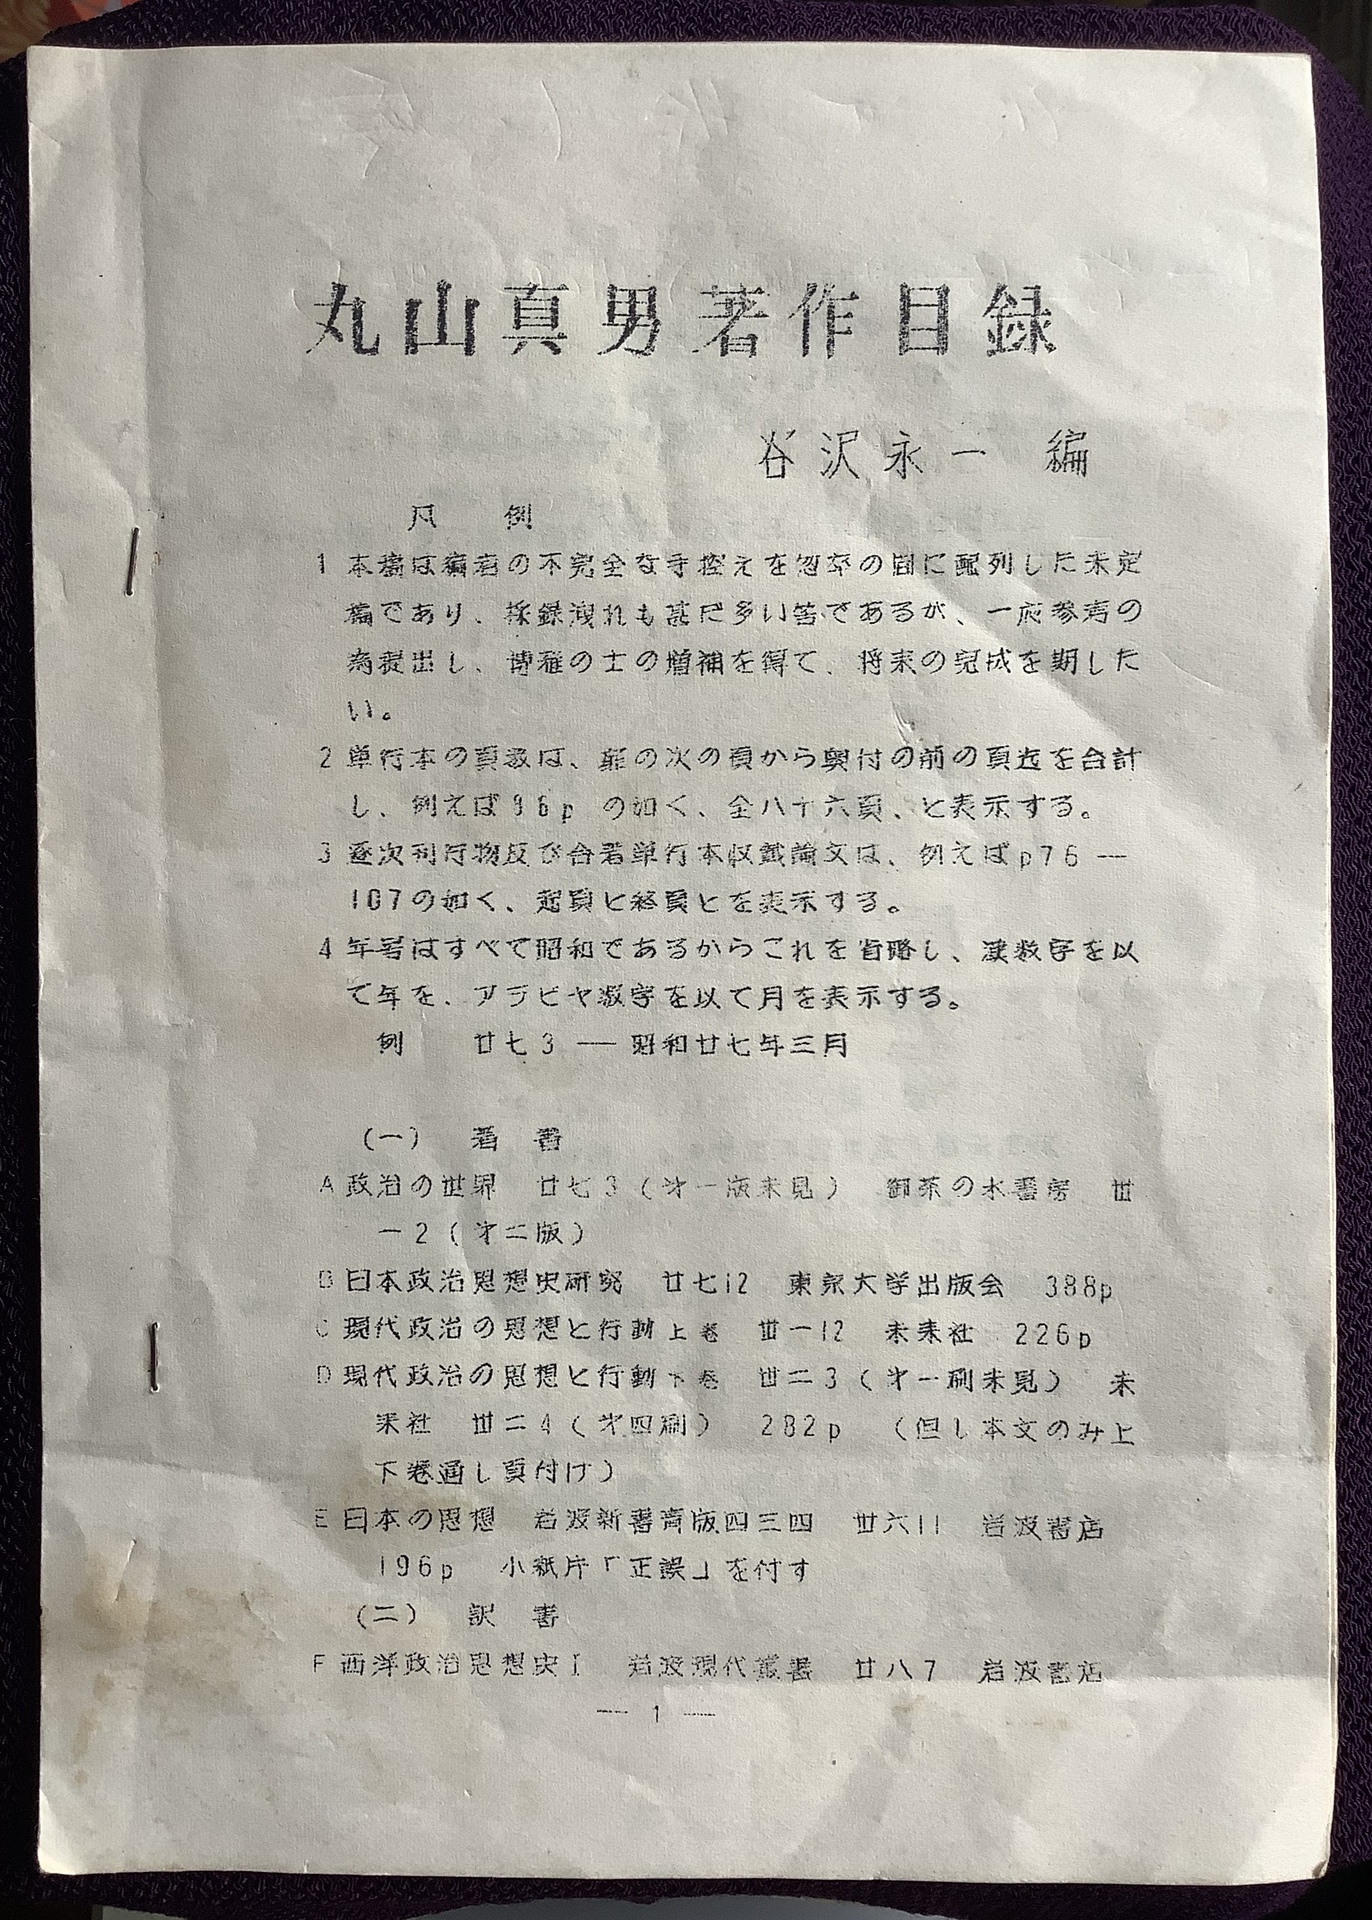 丸山真男著作目録
谷沢永一 編
凡 例
1 本稿は編者の不完全な手控えを怱卒の間に配列した未定
稿であり、採録洩れも甚だ多い筈であるが、一応参考の
為提出し、博雅の士の増補を得て、将来の完成を期した
い。
2 単行本の頁数は、扉の次の頁から奥付の前の頁迄を合計
し、例えば86p の如く、全八十六頁、と表示する。
3 逐次刊行物及び合著単行本収載論文は、例えばp76―
107の如く、起頁と終頁とを表示する。
4 年号はすべて昭和であるからこれを省略し、漢数字を以
て年を、アラビヤ数字を以て月を表示する。
例 廿七3 ―昭和廿七年三月
(一) 著 書
A 政治の世界 廿七3(才一版未見) 御茶の水書房 丗
一2(才二版)
B 日本政治思想史研究 廿七12 東京大学出版会 388p
C 現代政治の思想と行動上巻 丗一12 未来社 226p
D 現代政治の思想と行動下巻 丗二3(才一刷未見) 未
来社 丗二4(才四刷) 282p (但し本文のみ上
下巻通し頁付け)
E 日本の思想 岩波新書青版四三四 丗六11 岩波書店
196p 小紙片「正誤」を付す
(二) 訳 書
F 西洋政治思想史I 岩波現代叢書 廿八7 岩波書店
― 1 ―